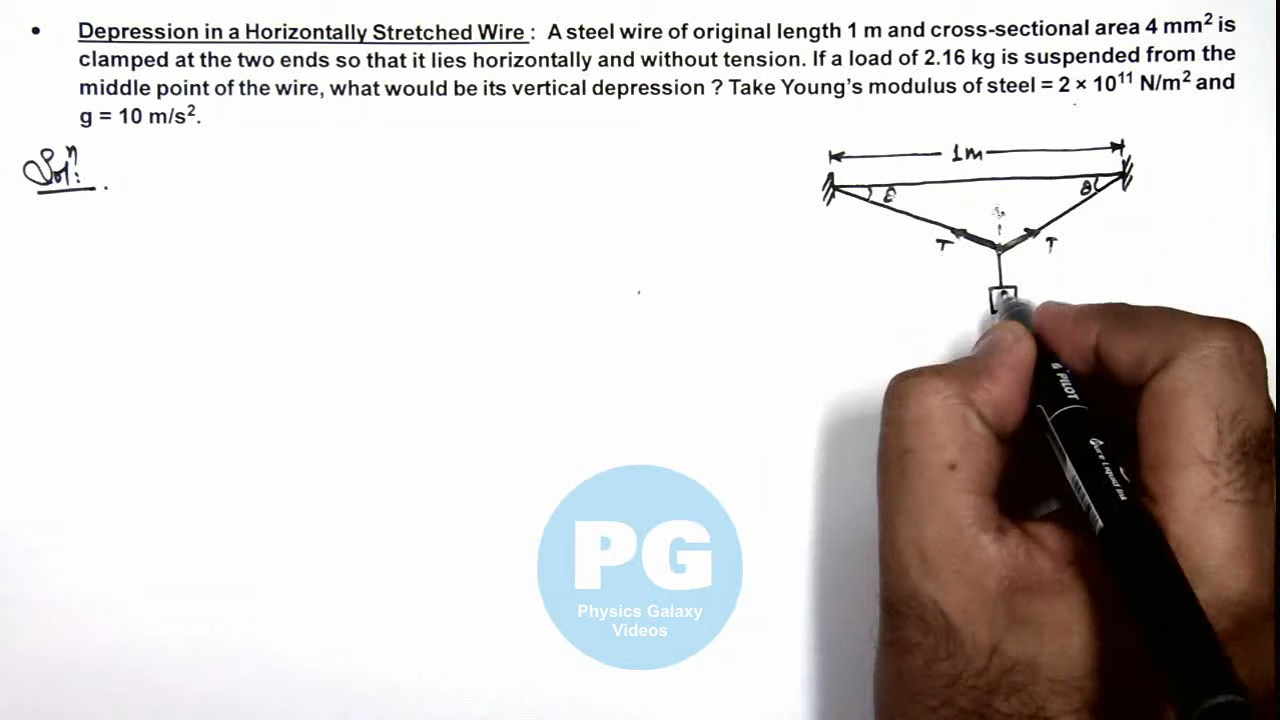 • Depression in a Horizontally Stretched Wire : A steel wire of original length 1 m and cross-sectional area 4 mm² is
clamped at the two ends so that it lies horizontally and without tension. If a load of 2.16 kg is suspended from the
middle point of the wire, what would be its vertical depression ? Take Young's modulus of steel = 2 × 10¹¹ N/m² and
g = 10 m/s².
Solⁿ:
1m
θ θ
T T
G PILOT
Pure Liquid Ink
PG
Physics Galaxy
Videos